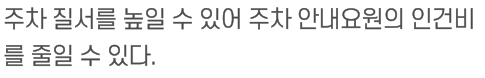 주차 질서를 높일 수 있어 주차 안내요원의 인건비
를 줄일 수 있다.